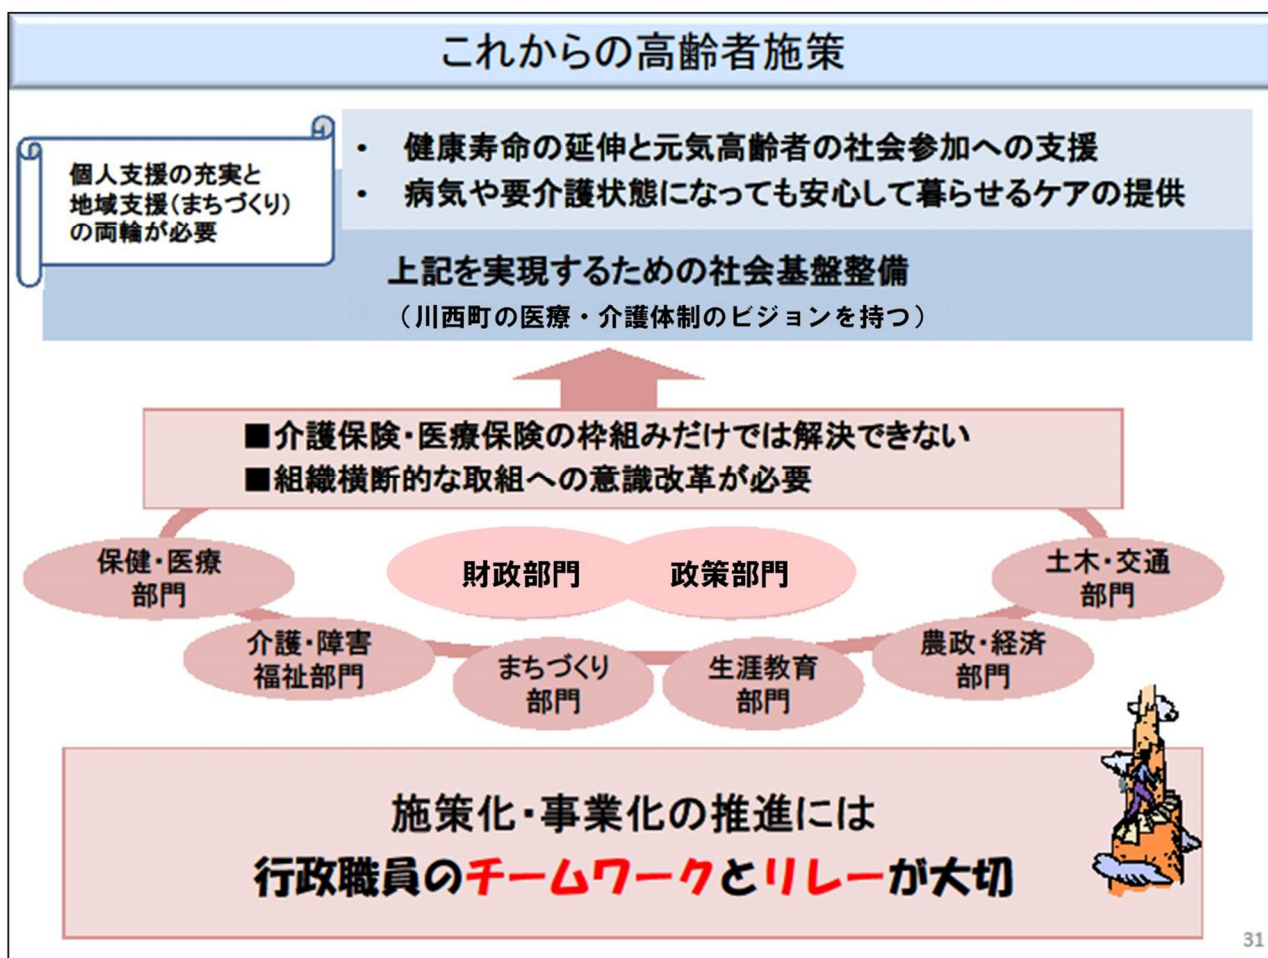 これからの高齢者施策
個人支援の充実と
地域支援(まちづくり)
の両輪が必要
・ 健康寿命の延伸と元気高齢者の社会参加への支援
・ 病気や要介護状態になっても安心して暮らせるケアの提供
上記を実現するための社会基盤整備
（川西町の医療・介護体制のビジョンを持つ）
■介護保険・医療保険の枠組みだけでは解決できない
■組織横断的な取組への意識改革が必要
保健・医療
部門
財政部門
政策部門
土木・交通
部門
介護・障害
福祉部門
まちづくり
部門
生涯教育
部門
農政・経済
部門
施策化・事業化の推進には
行政職員のチームワークとリレーが大切
31